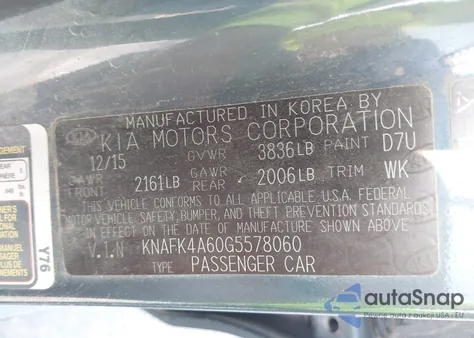 MANUFACTURED IN KOREA BY
KIA MOTORS CORPORATION
12/15 GVWR 3836LB PAINT D7U
GAWR FRONT 2161LB GAWR REAR 2006LB TRIM WK
THIS VEHICLE CONFORMS TO ALL APPLICABLE U.S.A. FEDERAL
MOTOR VEHICLE SAFETY, BUMPER, AND THEFT PREVENTION STANDARDS
IN EFFECT ON THE DATE OF MANUFACTURE SHOWN ABOVE
V.I.N KNAFK4A60G5578060
TYPE PASSENGER CAR
Y76
autaSnap